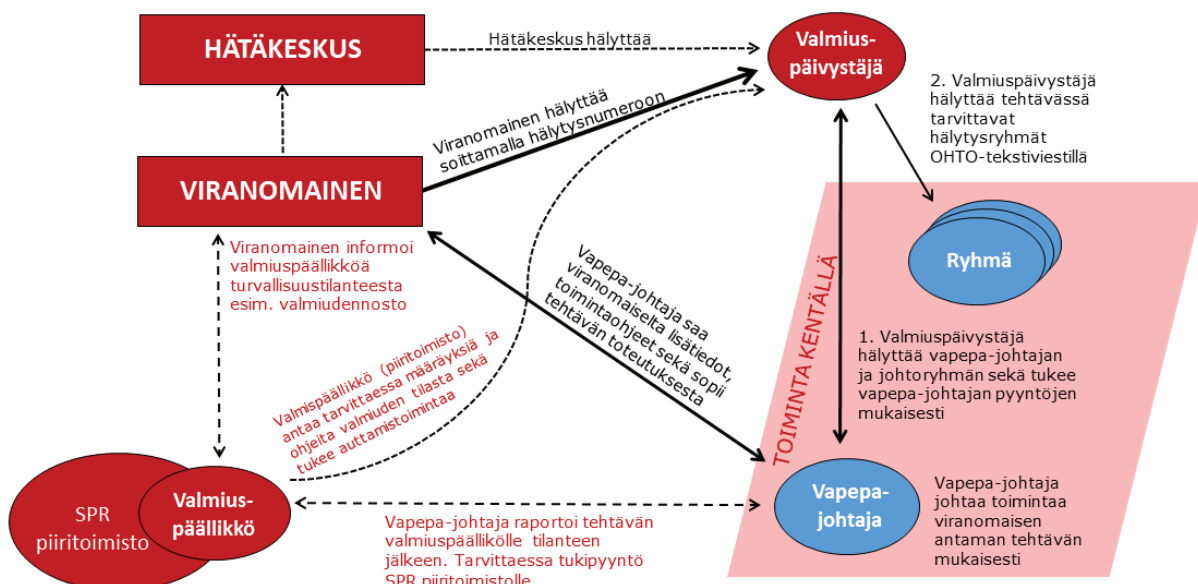 HÄTÄKESKUS
Hätäkeskus hälyttää
Valmius-
päivystäjä
2. Valmiuspäivystäjä
hälyttää tehtävässä
tarvittavat
hälytysryhmät
OHTO-tekstiviestillä
Viranomainen hälyttää
soittamalla hälytysnumeroon
VIRANOMAINEN
Viranomainen informoi
valmiuspäällikköä
turvallisuustilanteesta
esim. valmiudennosto
Vapepa-johtaja saa
viranomaiselta lisätiedot,
toimintaohjeet sekä sopii
tehtävän toteutuksesta
TOIMINTA KENTÄLLÄ
Ryhmä
1. Valmiuspäivystäjä
hälyttää vapepa-johtajan
ja johtoryhmän sekä tukee
vapepa-johtajan pyyntöjen
mukaisesti
Valmispäällikkö (piiritoimisto)
antaa tarvittaessa määräyksiä ja
ohjeita valmiuden tilasta sekä
tukee auttamistoimintaa
SPR
piiritoimisto
Valmius-
päällikkö
Vapepa-
johtaja
Vapepa-johtaja
johtaa toimintaa
viranomaisen
antaman tehtävän
mukaisesti
Vapepa-johtaja raportoi tehtävän
valmiuspäällikölle tilanteen
jälkeen. Tarvittaessa tukipyyntö
SPR piiritoimistolle